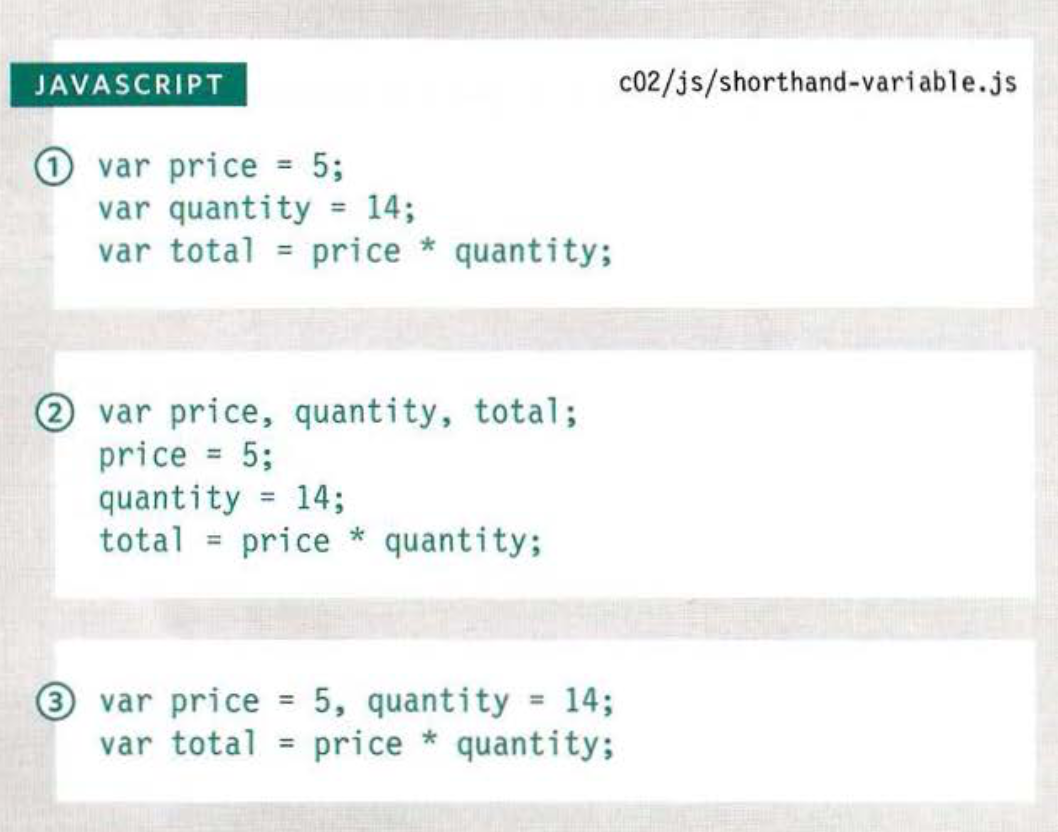 JAVASCRIPT c02/js/shorthand-variable.js
① var price = 5;
var quantity = 14;
var total = price * quantity;
② var price, quantity, total;
price = 5;
quantity = 14;
total = price * quantity;
③ var price = 5, quantity = 14;
var total = price * quantity;